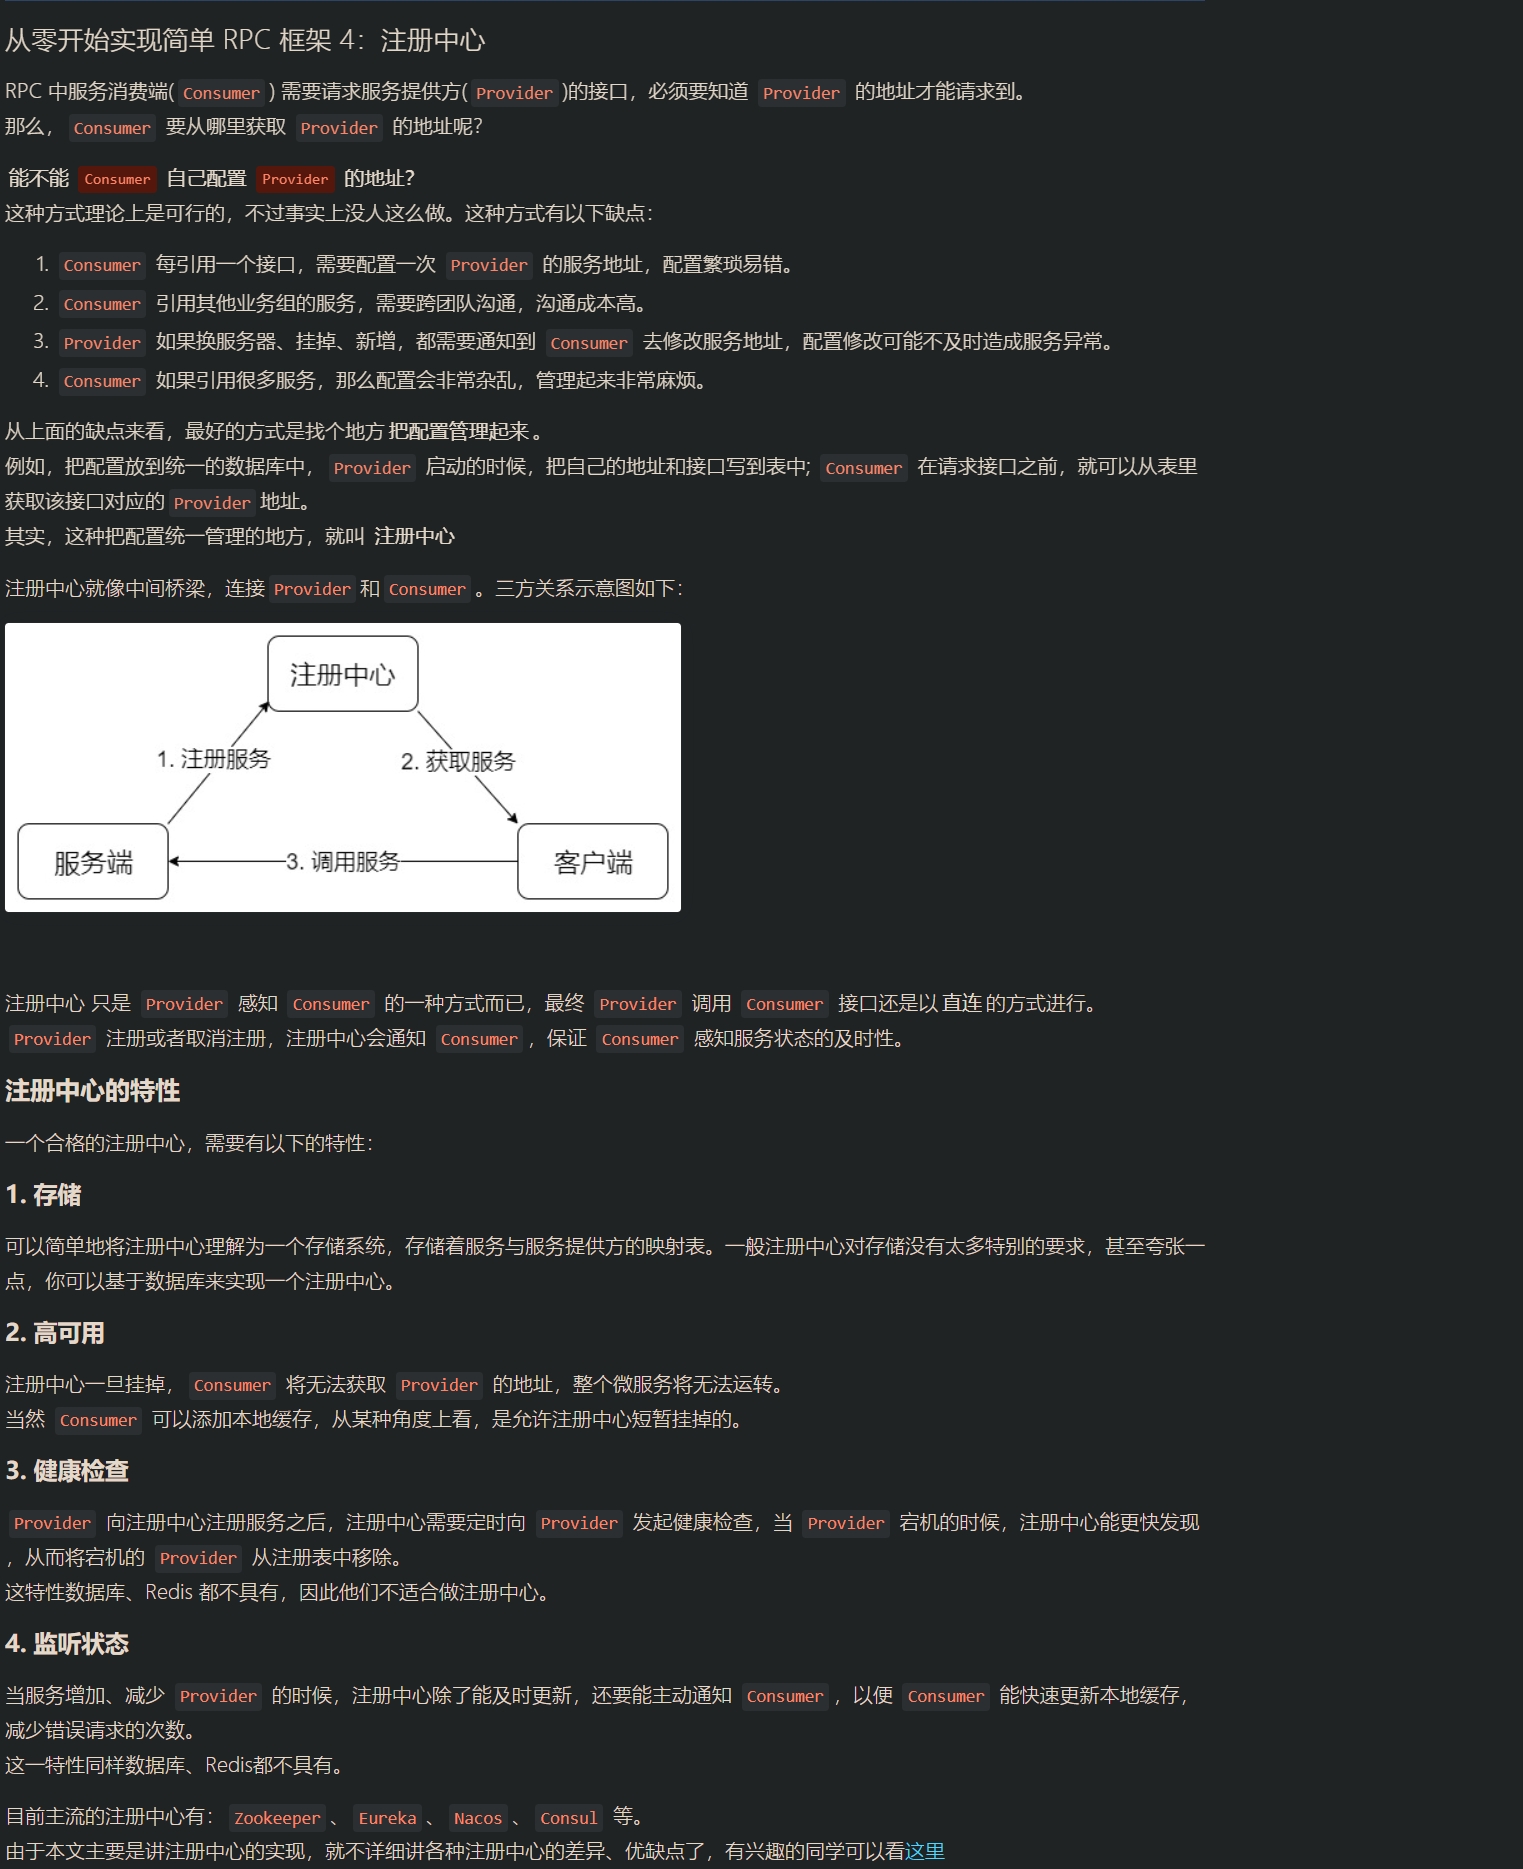 从零开始实现简单 RPC 框架 4：注册中心
RPC 中服务消费端( Consumer ) 需要请求服务提供方( Provider )的接口，必须要知道 Provider 的地址才能请求到。
那么， Consumer 要从哪里获取 Provider 的地址呢？
能不能 Consumer 自己配置 Provider 的地址？
这种方式理论上是可行的，不过事实上没人这么做。这种方式有以下缺点：
1. Consumer 每引用一个接口，需要配置一次 Provider 的服务地址，配置繁琐易错。
2. Consumer 引用其他业务组的服务，需要跨团队沟通，沟通成本高。
3. Provider 如果换服务器、挂掉、新增，都需要通知到 Consumer 去修改服务地址，配置修改可能不及时造成服务异常。
4. Consumer 如果引用很多服务，那么配置会非常杂乱，管理起来非常麻烦。
从上面的缺点来看，最好的方式是找个地方把配置管理起来。
例如，把配置放到统一的数据库中， Provider 启动的时候，把自己的地址和接口写到表中; Consumer 在请求接口之前，就可以从表里
获取该接口对应的 Provider 地址。
其实，这种把配置统一管理的地方，就叫 注册中心
注册中心就像中间桥梁，连接 Provider 和 Consumer 。三方关系示意图如下：
注册中心
1. 注册服务
2. 获取服务
服务端
3. 调用服务
客户端
注册中心 只是 Provider 感知 Consumer 的一种方式而已，最终 Provider 调用 Consumer 接口还是以直连的方式进行。
Provider 注册或者取消注册，注册中心会通知 Consumer ，保证 Consumer 感知服务状态的及时性。
注册中心的特性
一个合格的注册中心，需要有以下的特性：
1. 存储
可以简单地将注册中心理解为一个存储系统，存储着服务与服务提供方的映射表。一般注册中心对存储没有太多特别的要求，甚至夸张一
点，你可以基于数据库来实现一个注册中心。
2. 高可用
注册中心一旦挂掉， Consumer 将无法获取 Provider 的地址，整个微服务将无法运转。
当然 Consumer 可以添加本地缓存，从某种角度上看，是允许注册中心短暂挂掉的。
3. 健康检查
Provider 向注册中心注册服务之后，注册中心需要定时向 Provider 发起健康检查，当 Provider 宕机的时候，注册中心能更快发现
，从而将宕机的 Provider 从注册表中移除。
这特性数据库、Redis 都不具有，因此他们不适合做注册中心。
4. 监听状态
当服务增加、减少 Provider 的时候，注册中心除了能及时更新，还要能主动通知 Consumer ，以便 Consumer 能快速更新本地缓存，
减少错误请求的次数。
这一特性同样数据库、Redis都不具有。
目前主流的注册中心有： Zookeeper 、 Eureka 、 Nacos 、 Consul 等。
由于本文主要是讲注册中心的实现，就不详细讲各种注册中心的差异、优缺点了，有兴趣的同学可以看这里